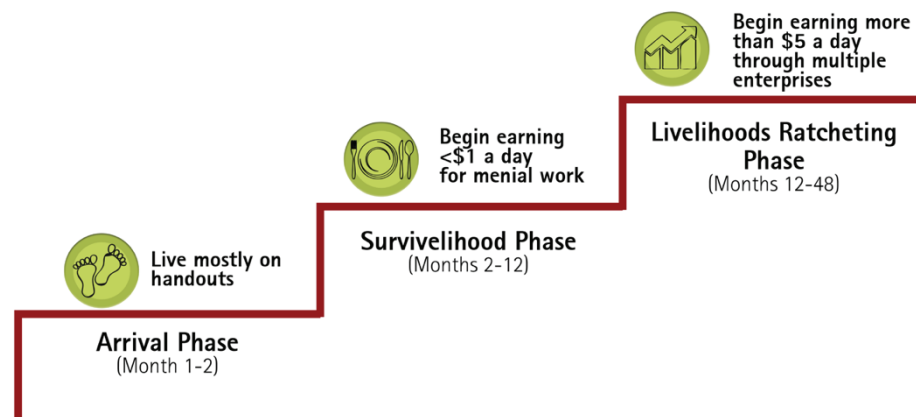 Live mostly on
handouts
Arrival Phase
(Month 1-2)
Begin earning
<$1 a day
for menial work
Survivelihood Phase
(Months 2-12)
Begin earning more
than $5 a day
through multiple
enterprises
Livelihoods Ratcheting
Phase
(Months 12-48)